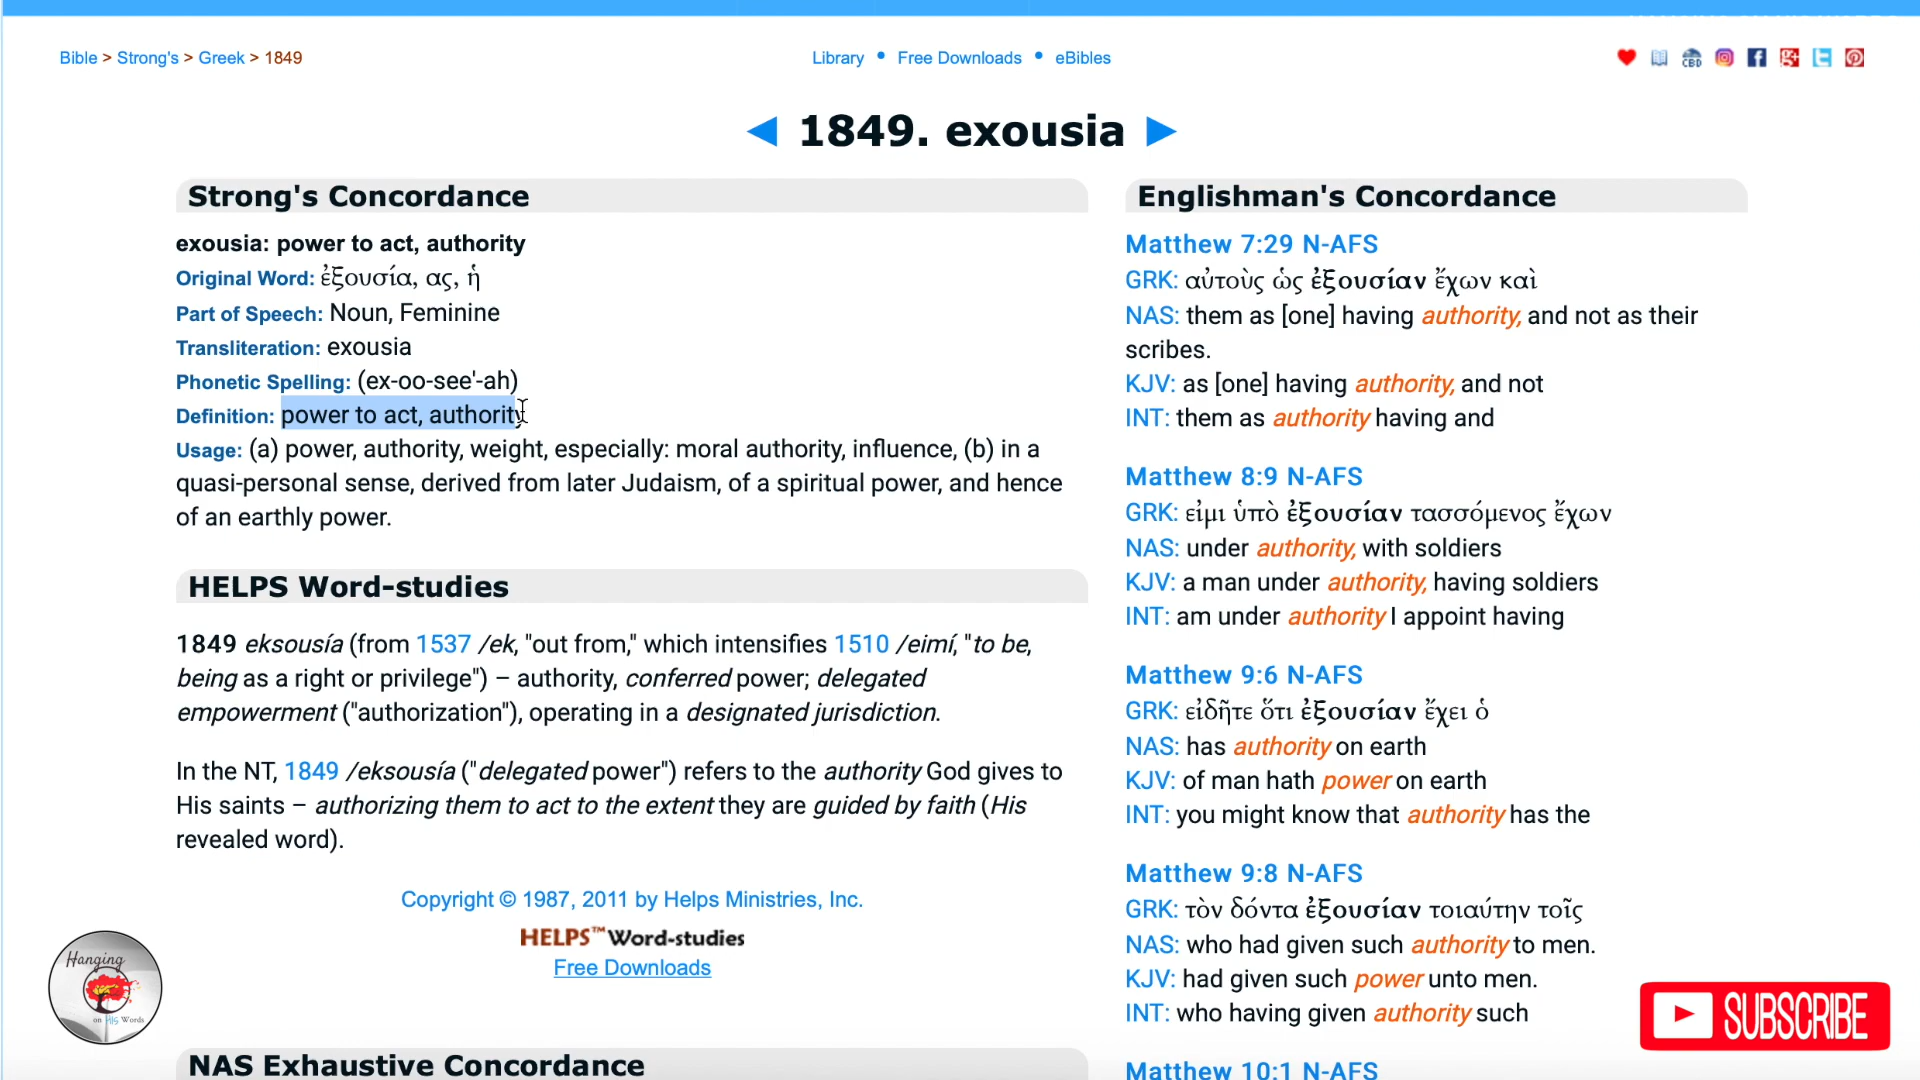 Bible > Strong's > Greek > 1849
Library • Free Downloads • eBibles
◄ 1849. exousia ►
Strong's Concordance
exousia: power to act, authority
Original Word: ἐξουσία, ας, ἡ
Part of Speech: Noun, Feminine
Transliteration: exousia
Phonetic Spelling: (ex-oo-see'-ah)
Definition: power to act, authority
Usage: (a) power, authority, weight, especially: moral authority, influence, (b) in a
quasi-personal sense, derived from later Judaism, of a spiritual power, and hence
of an earthly power.
HELPS Word-studies
1849 eksousía (from 1537 /ek, "out from," which intensifies 1510 /eimí, "to be,
being as a right or privilege") – authority, conferred power; delegated
empowerment ("authorization"), operating in a designated jurisdiction.
In the NT, 1849 /eksousía ("delegated power") refers to the authority God gives to
His saints – authorizing them to act to the extent they are guided by faith (His
revealed word).
Copyright © 1987, 2011 by Helps Ministries, Inc.
HELPS™Word-studies
Free Downloads
NAS Exhaustive Concordance
Englishman's Concordance
Matthew 7:29 N-AFS
GRK: αὐτοὺς ὡς ἐξουσίαν ἔχων καὶ
NAS: them as [one] having authority, and not as their
scribes.
KJV: as [one] having authority, and not
INT: them as authority having and
Matthew 8:9 N-AFS
GRK: εἰμι ὑπὸ ἐξουσίαν τασσόμενος ἔχων
NAS: under authority, with soldiers
KJV: a man under authority, having soldiers
INT: am under authority I appoint having
Matthew 9:6 N-AFS
GRK: εἰδῆτε ὅτι ἐξουσίαν ἔχει ὁ
NAS: has authority on earth
KJV: of man hath power on earth
INT: you might know that authority has the
Matthew 9:8 N-AFS
GRK: τὸν δόντα ἐξουσίαν τοιαύτην τοῖς
NAS: who had given such authority to men.
KJV: had given such power unto men.
INT: who having given authority such
Matthew 10:1 N-AFS
Hanging
on His Words
SUBSCRIBE
CBD